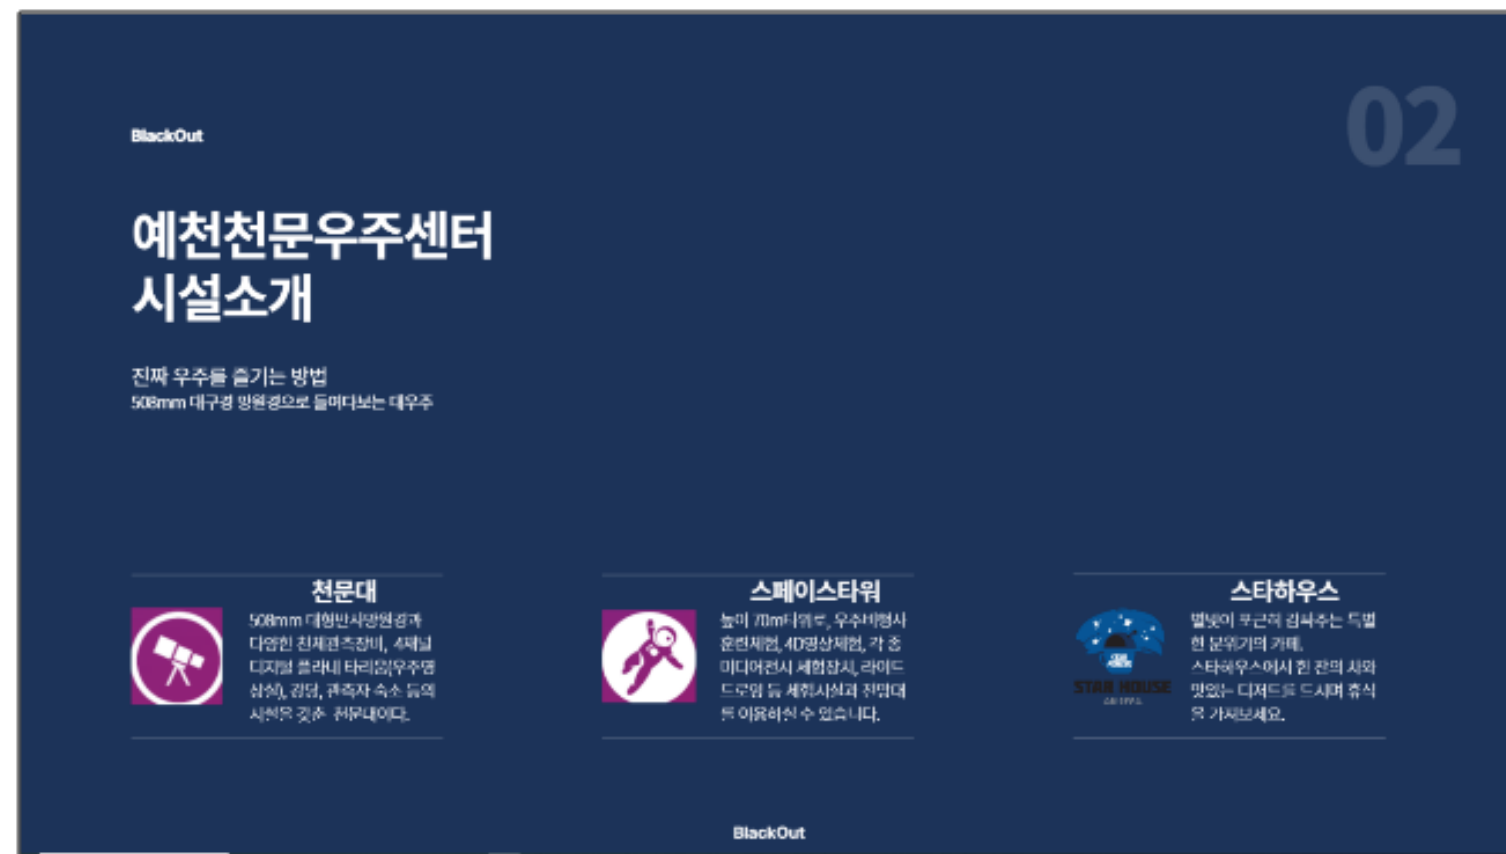 02
BlackOut
예천천문우주센터
시설소개
진짜 우주를 즐기는 방법
508mm 대구경 망원경으로 들여다보는 대우주
천문대
508mm 대형반사망원경과
다양한 천체관측장비, 4채널
디지털 플라네 타리움(우주영
상실), 강당, 관측자 숙소 등의
시설을 갖춘 천문대이다.
스페이스타워
높이 70m타워로, 우주비행사
훈련체험, 4D영상체험, 각 종
미디어전시 체험장치, 라이드
드로잉 등 체험시설과 전망대
를 이용하실 수 있습니다.
스타하우스
별빛이 포근히 감싸주는 특별
한 분위기의 카페.
스타하우스에서 한 잔의 차와
맛있는 디저트를 드시며 휴식
을 가져보세요.
STAR HOUSE
BlackOut